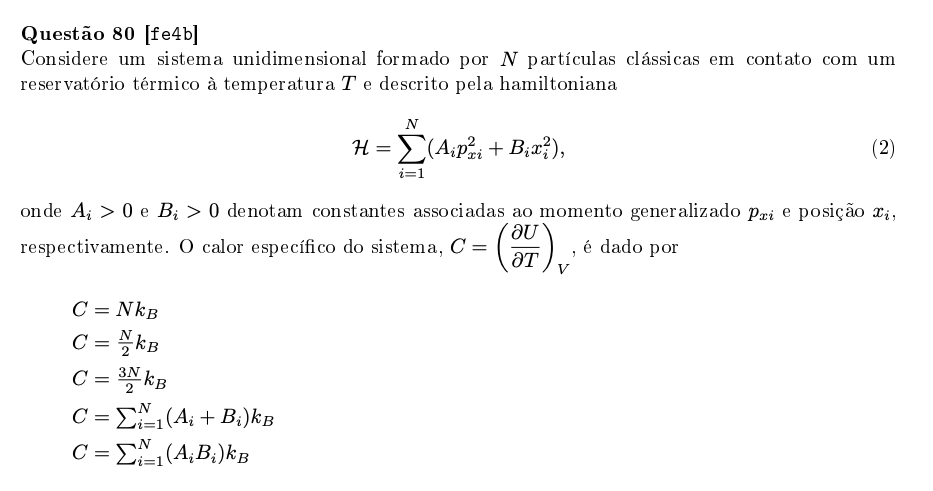 Questão 80 [fe4b]
Considere um sistema unidimensional formado por N partículas clássicas em contato com um
reservatório térmico à temperatura T e descrito pela hamiltoniana
$\mathcal{H} = \sum_{i=1}^{N} (A_i p_{xi}^2 + B_i x_i^2),$ (2)
onde $A_i > 0$ e $B_i > 0$ denotam constantes associadas ao momento generalizado $p_{xi}$ e posição $x_i$,
respectivamente. O calor específico do sistema, $C = \left(\frac{\partial U}{\partial T}\right)_V$, é dado por
$C = Nk_B$
$C = \frac{N}{2}k_B$
$C = \frac{3N}{2}k_B$
$C = \sum_{i=1}^{N}(A_i + B_i)k_B$
$C = \sum_{i=1}^{N}(A_i B_i)k_B$